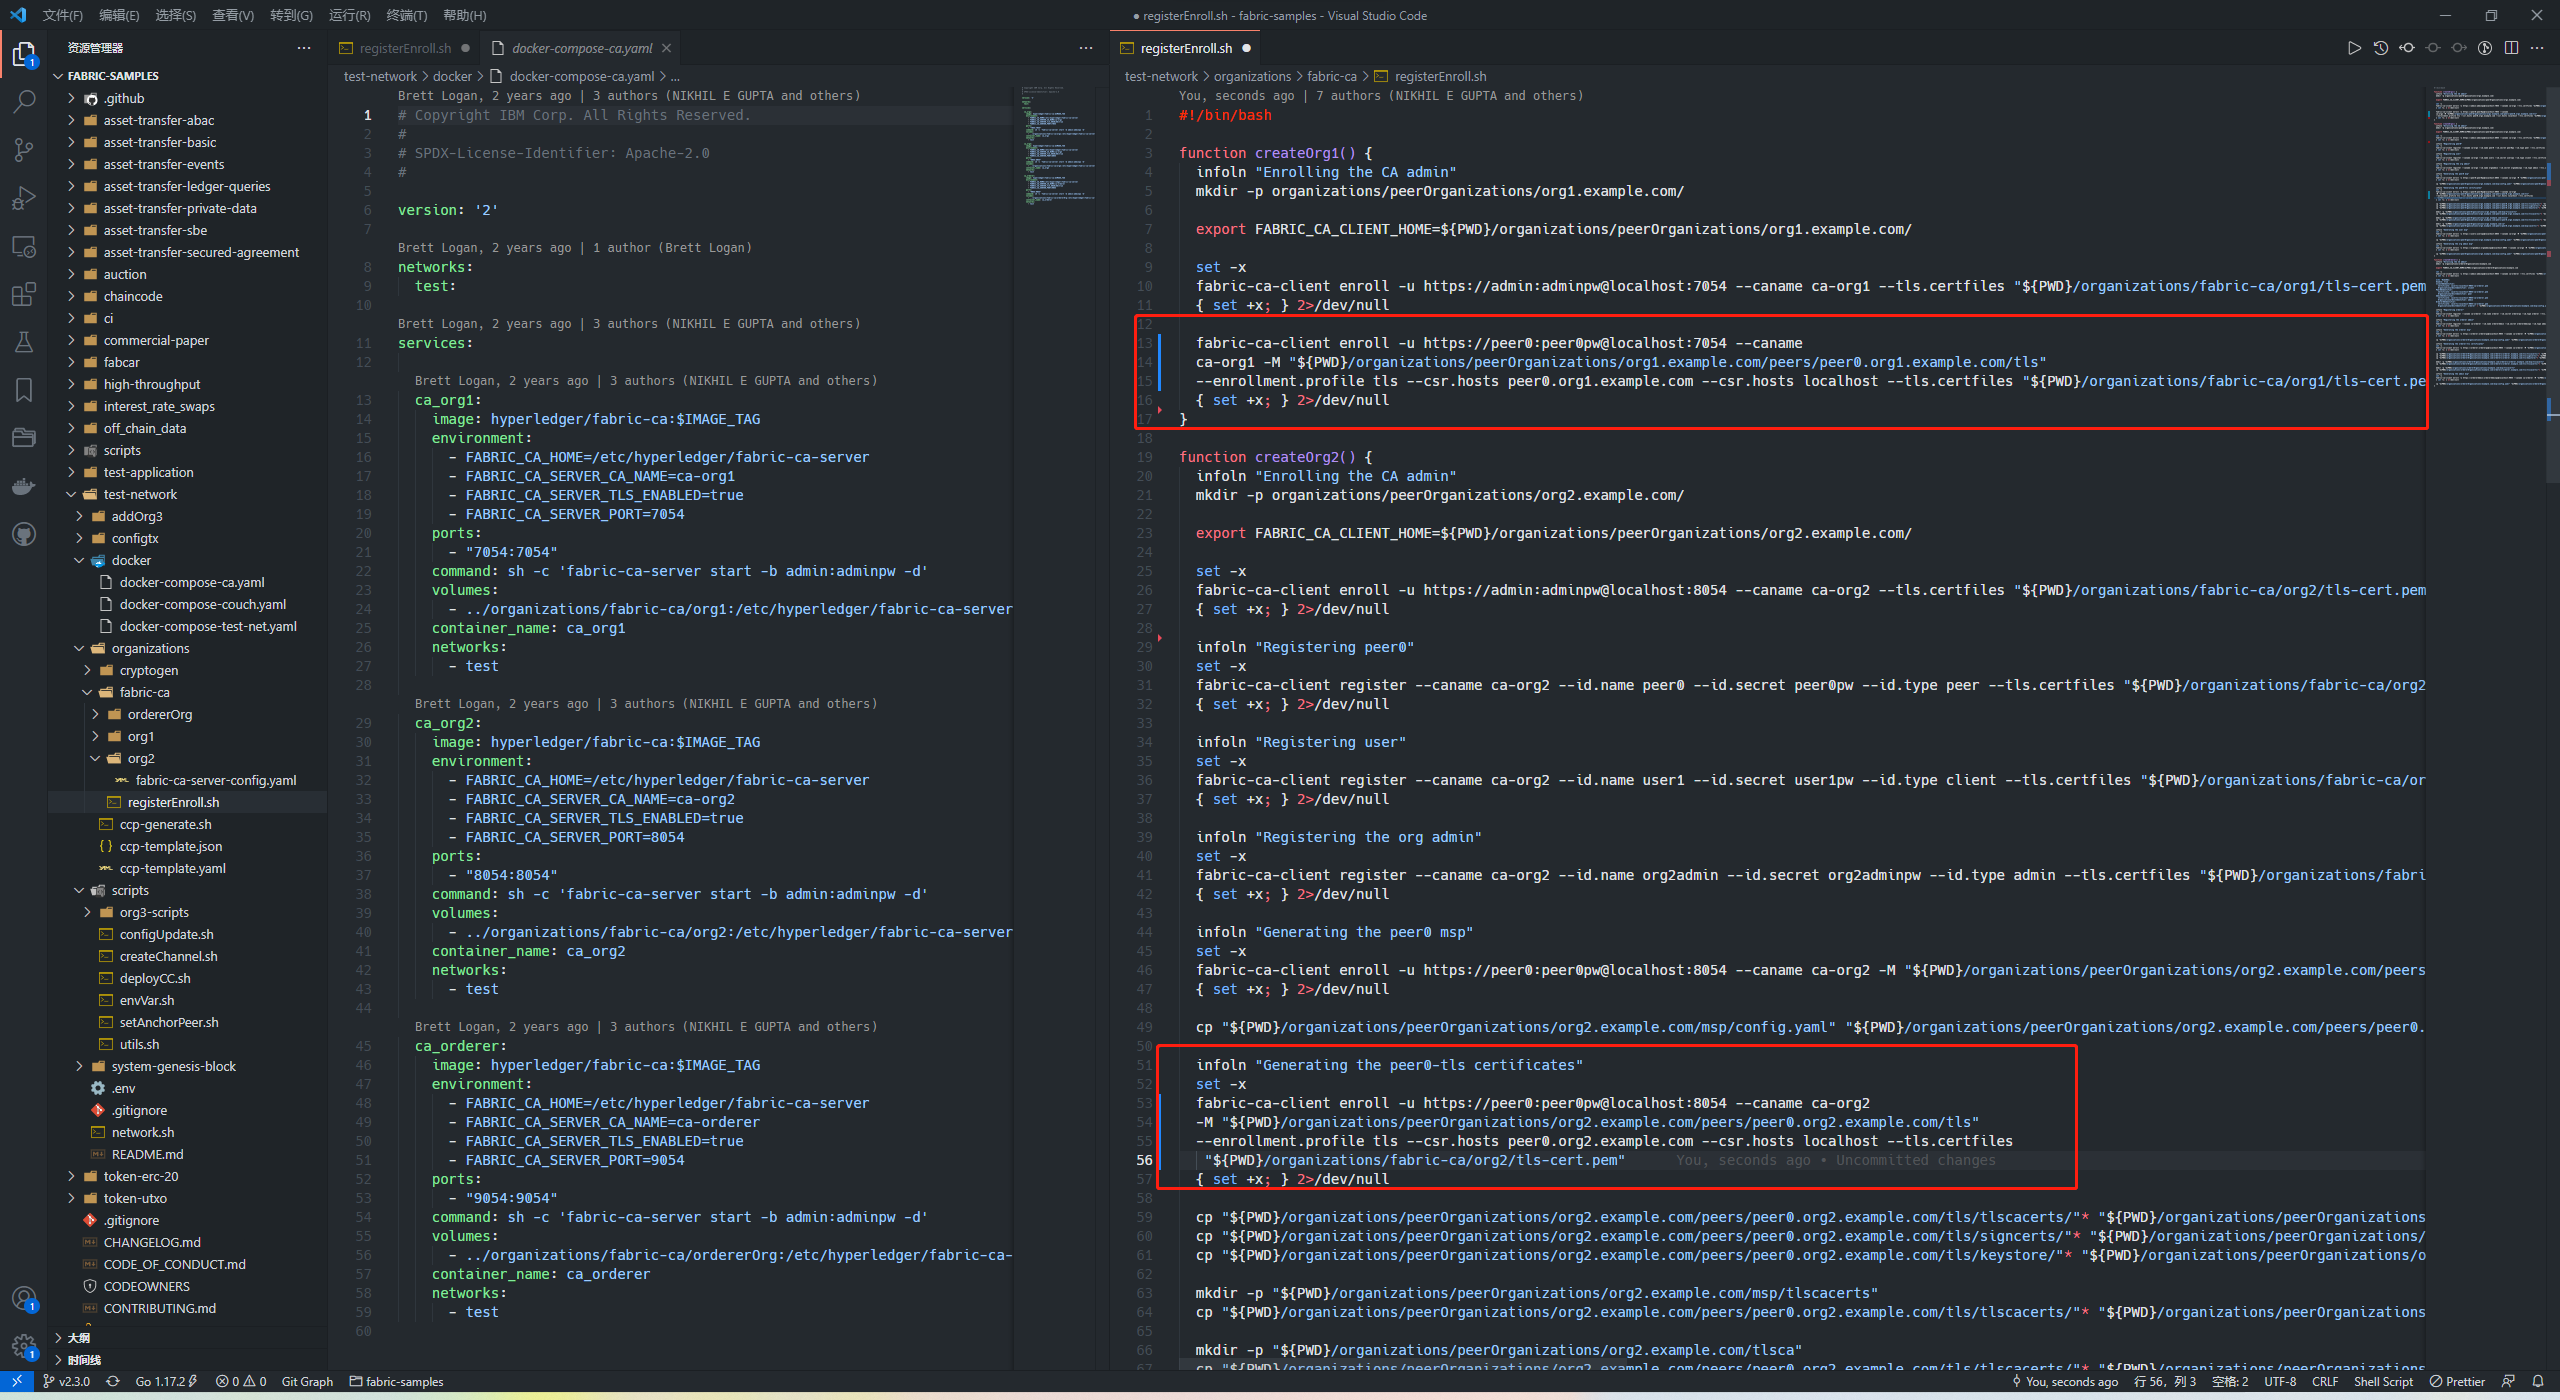 文件(F) 编辑(E) 选择(S) 查看(V) 转到(G) 运行(R) 终端(T) 帮助(H)
● registerEnroll.sh - fabric-samples - Visual Studio Code
资源管理器
FABRIC-SAMPLES
.github
asset-transfer-abac
asset-transfer-basic
asset-transfer-events
asset-transfer-ledger-queries
asset-transfer-private-data
asset-transfer-sbe
asset-transfer-secured-agreement
auction
chaincode
ci
commercial-paper
fabcar
high-throughput
interest_rate_swaps
off_chain_data
scripts
test-application
test-network
addOrg3
configtx
docker
docker-compose-ca.yaml
docker-compose-couch.yaml
docker-compose-test-net.yaml
organizations
cryptogen
fabric-ca
ordererOrg
org1
org2
fabric-ca-server-config.yaml
registerEnroll.sh
ccp-generate.sh
ccp-template.json
ccp-template.yaml
scripts
org3-scripts
configUpdate.sh
createChannel.sh
deployCC.sh
envVar.sh
setAnchorPeer.sh
utils.sh
system-genesis-block
.env
.gitignore
network.sh
README.md
token-erc-20
token-utxo
.gitignore
CHANGELOG.md
CODE_OF_CONDUCT.md
CODEOWNERS
CONTRIBUTING.md
大纲
时间线
registerEnroll.sh ● docker-compose-ca.yaml
test-network > docker > docker-compose-ca.yaml > ...
Brett Logan, 2 years ago | 3 authors (NIKHIL E GUPTA and others)
1 # Copyright IBM Corp. All Rights Reserved.
2 #
3 # SPDX-License-Identifier: Apache-2.0
4 #
5
6 version: '2'
7
Brett Logan, 2 years ago | 1 author (Brett Logan)
8 networks:
9 test:
10
Brett Logan, 2 years ago | 3 authors (NIKHIL E GUPTA and others)
11 services:
12
Brett Logan, 2 years ago | 3 authors (NIKHIL E GUPTA and others)
13 ca_org1:
14 image: hyperledger/fabric-ca:$IMAGE_TAG
15 environment:
16 - FABRIC_CA_HOME=/etc/hyperledger/fabric-ca-server
17 - FABRIC_CA_SERVER_CA_NAME=ca-org1
18 - FABRIC_CA_SERVER_TLS_ENABLED=true
19 - FABRIC_CA_SERVER_PORT=7054
20 ports:
21 - "7054:7054"
22 command: sh -c 'fabric-ca-server start -b admin:adminpw -d'
23 volumes:
24 - ../organizations/fabric-ca/org1:/etc/hyperledger/fabric-ca-server
25 container_name: ca_org1
26 networks:
27 - test
28
Brett Logan, 2 years ago | 3 authors (NIKHIL E GUPTA and others)
29 ca_org2:
30 image: hyperledger/fabric-ca:$IMAGE_TAG
31 environment:
32 - FABRIC_CA_HOME=/etc/hyperledger/fabric-ca-server
33 - FABRIC_CA_SERVER_CA_NAME=ca-org2
34 - FABRIC_CA_SERVER_TLS_ENABLED=true
35 - FABRIC_CA_SERVER_PORT=8054
36 ports:
37 - "8054:8054"
38 command: sh -c 'fabric-ca-server start -b admin:adminpw -d'
39 volumes:
40 - ../organizations/fabric-ca/org2:/etc/hyperledger/fabric-ca-server
41 container_name: ca_org2
42 networks:
43 - test
44
Brett Logan, 2 years ago | 3 authors (NIKHIL E GUPTA and others)
45 ca_orderer:
46 image: hyperledger/fabric-ca:$IMAGE_TAG
47 environment:
48 - FABRIC_CA_HOME=/etc/hyperledger/fabric-ca-server
49 - FABRIC_CA_SERVER_CA_NAME=ca-orderer
50 - FABRIC_CA_SERVER_TLS_ENABLED=true
51 - FABRIC_CA_SERVER_PORT=9054
52 ports:
53 - "9054:9054"
54 command: sh -c 'fabric-ca-server start -b admin:adminpw -d'
55 volumes:
56 - ../organizations/fabric-ca/ordererOrg:/etc/hyperledger/fabric-ca-
57 container_name: ca_orderer
58 networks:
59 - test
60
registerEnroll.sh ●
test-network > organizations > fabric-ca > registerEnroll.sh
You, seconds ago | 7 authors (NIKHIL E GUPTA and others)
1 #!/bin/bash
2
3 function createOrg1() {
4 infoln "Enrolling the CA admin"
5 mkdir -p organizations/peerOrganizations/org1.example.com/
6
7 export FABRIC_CA_CLIENT_HOME=${PWD}/organizations/peerOrganizations/org1.example.com/
8
9 set -x
10 fabric-ca-client enroll -u https://admin:adminpw@localhost:7054 --caname ca-org1 --tls.certfiles "${PWD}/organizations/fabric-ca/org1/tls-cert.pem
11 { set +x; } 2>/dev/null
12
13 fabric-ca-client enroll -u https://peer0:peer0pw@localhost:7054 --caname
14 ca-org1 -M "${PWD}/organizations/peerOrganizations/org1.example.com/peers/peer0.org1.example.com/tls"
15 --enrollment.profile tls --csr.hosts peer0.org1.example.com --csr.hosts localhost --tls.certfiles "${PWD}/organizations/fabric-ca/org1/tls-cert.pe
16 { set +x; } 2>/dev/null
17 }
18
19 function createOrg2() {
20 infoln "Enrolling the CA admin"
21 mkdir -p organizations/peerOrganizations/org2.example.com/
22
23 export FABRIC_CA_CLIENT_HOME=${PWD}/organizations/peerOrganizations/org2.example.com/
24
25 set -x
26 fabric-ca-client enroll -u https://admin:adminpw@localhost:8054 --caname ca-org2 --tls.certfiles "${PWD}/organizations/fabric-ca/org2/tls-cert.pem
27 { set +x; } 2>/dev/null
28
29 infoln "Registering peer0"
30 set -x
31 fabric-ca-client register --caname ca-org2 --id.name peer0 --id.secret peer0pw --id.type peer --tls.certfiles "${PWD}/organizations/fabric-ca/org2
32 { set +x; } 2>/dev/null
33
34 infoln "Registering user"
35 set -x
36 fabric-ca-client register --caname ca-org2 --id.name user1 --id.secret user1pw --id.type client --tls.certfiles "${PWD}/organizations/fabric-ca/or
37 { set +x; } 2>/dev/null
38
39 infoln "Registering the org admin"
40 set -x
41 fabric-ca-client register --caname ca-org2 --id.name org2admin --id.secret org2adminpw --id.type admin --tls.certfiles "${PWD}/organizations/fabri
42 { set +x; } 2>/dev/null
43
44 infoln "Generating the peer0 msp"
45 set -x
46 fabric-ca-client enroll -u https://peer0:peer0pw@localhost:8054 --caname ca-org2 -M "${PWD}/organizations/peerOrganizations/org2.example.com/peers
47 { set +x; } 2>/dev/null
48
49 cp "${PWD}/organizations/peerOrganizations/org2.example.com/msp/config.yaml" "${PWD}/organizations/peerOrganizations/org2.example.com/peers/peer0.
50
51 infoln "Generating the peer0-tls certificates"
52 set -x
53 fabric-ca-client enroll -u https://peer0:peer0pw@localhost:8054 --caname ca-org2
54 -M "${PWD}/organizations/peerOrganizations/org2.example.com/peers/peer0.org2.example.com/tls"
55 --enrollment.profile tls --csr.hosts peer0.org2.example.com --csr.hosts localhost --tls.certfiles
56 "${PWD}/organizations/fabric-ca/org2/tls-cert.pem" You, seconds ago • Uncommitted changes
57 { set +x; } 2>/dev/null
58
59 cp "${PWD}/organizations/peerOrganizations/org2.example.com/peers/peer0.org2.example.com/tls/tlscacerts/"* "${PWD}/organizations/peerOrganizations
60 cp "${PWD}/organizations/peerOrganizations/org2.example.com/peers/peer0.org2.example.com/tls/signcerts/"* "${PWD}/organizations/peerOrganizations/
61 cp "${PWD}/organizations/peerOrganizations/org2.example.com/peers/peer0.org2.example.com/tls/keystore/"* "${PWD}/organizations/peerOrganizations/o
62
63 mkdir -p "${PWD}/organizations/peerOrganizations/org2.example.com/msp/tlscacerts"
64 cp "${PWD}/organizations/peerOrganizations/org2.example.com/peers/peer0.org2.example.com/tls/tlscacerts/"* "${PWD}/organizations/peerOrganizations
65
66 mkdir -p "${PWD}/organizations/peerOrganizations/org2.example.com/tlsca"
67 cp "${PWD}/organizations/peerOrganizations/org2.example.com/peers/peer0.org2.example.com/tls/tlscacerts/"* "${PWD}/organizations/peerOrganizations
v2.3.0 Go 1.17.2 0 0 Git Graph fabric-samples
You, seconds ago 行 56，列 3 空格: 2 UTF-8 CRLF Shell Script Prettier